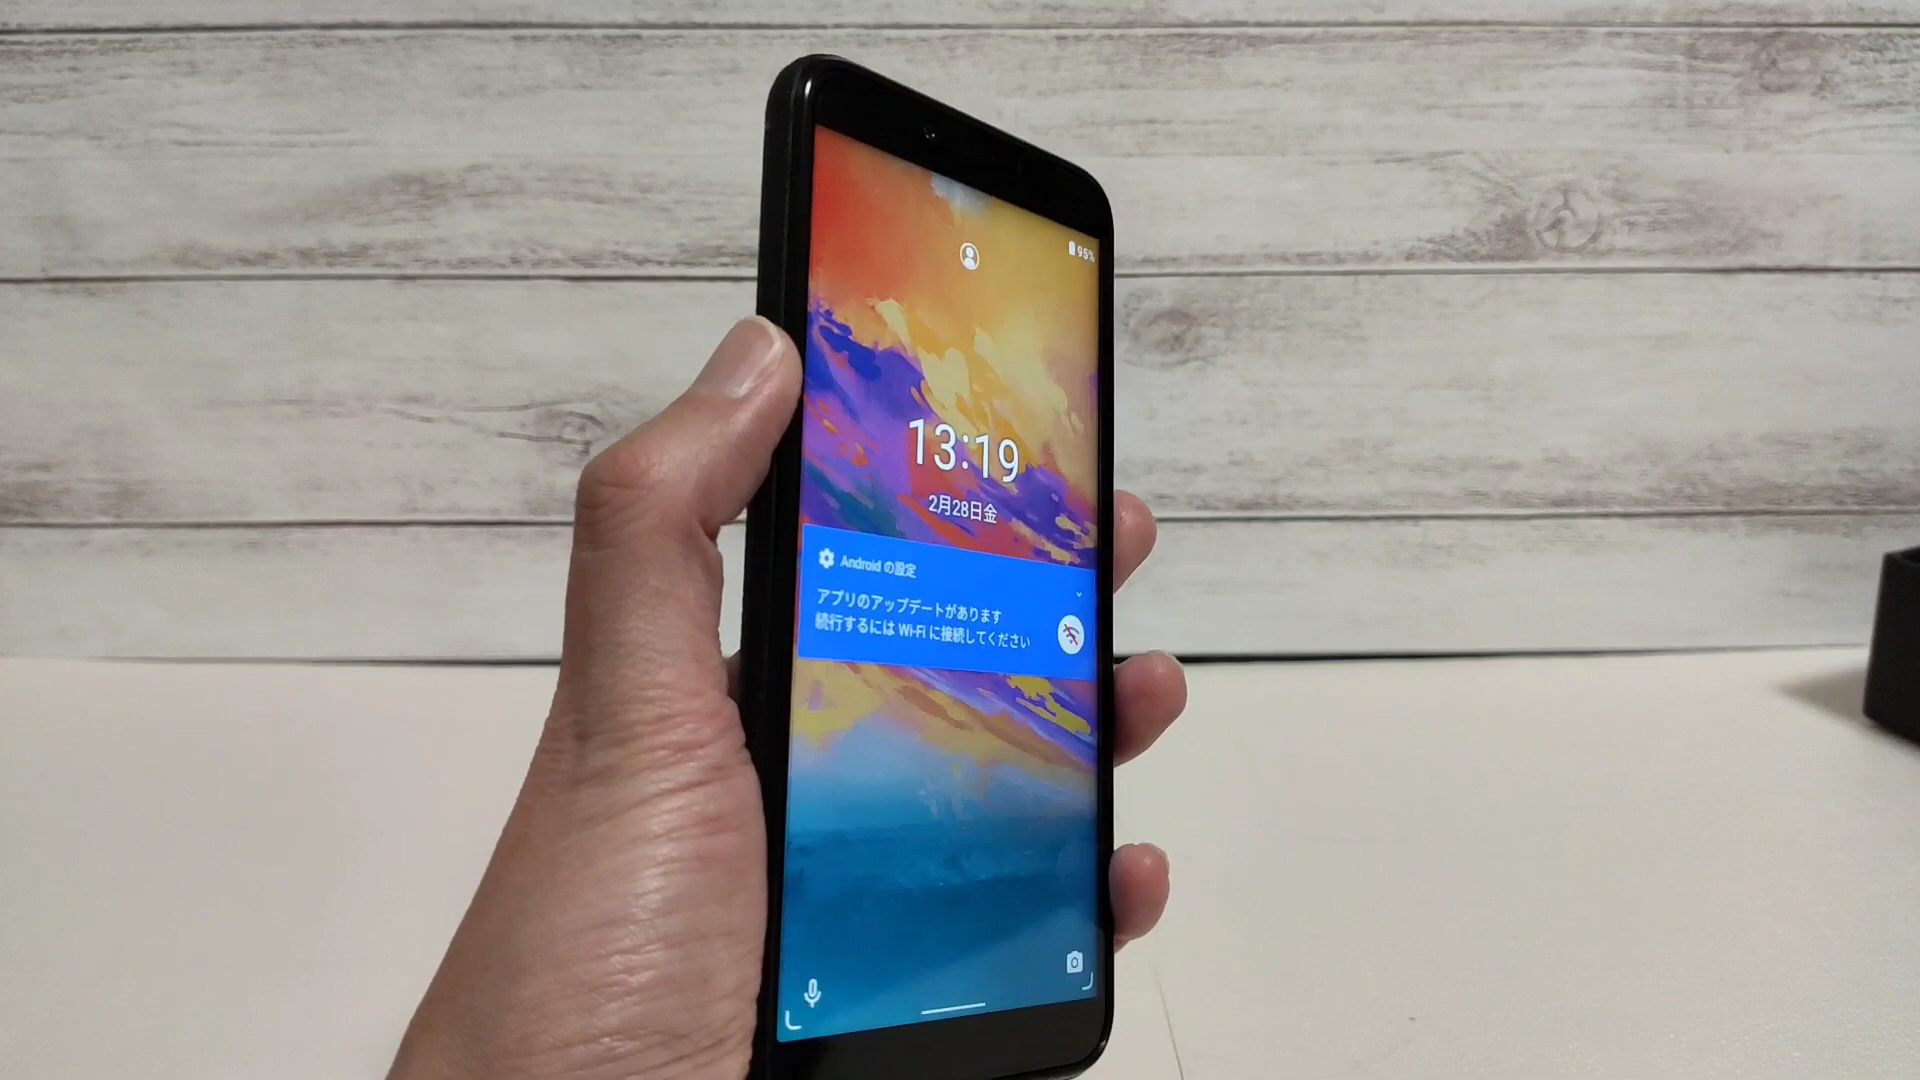 95%
13:19
2月28日金
Android の設定
アプリのアップデートがあります
続行するには Wi-Fi に接続してください